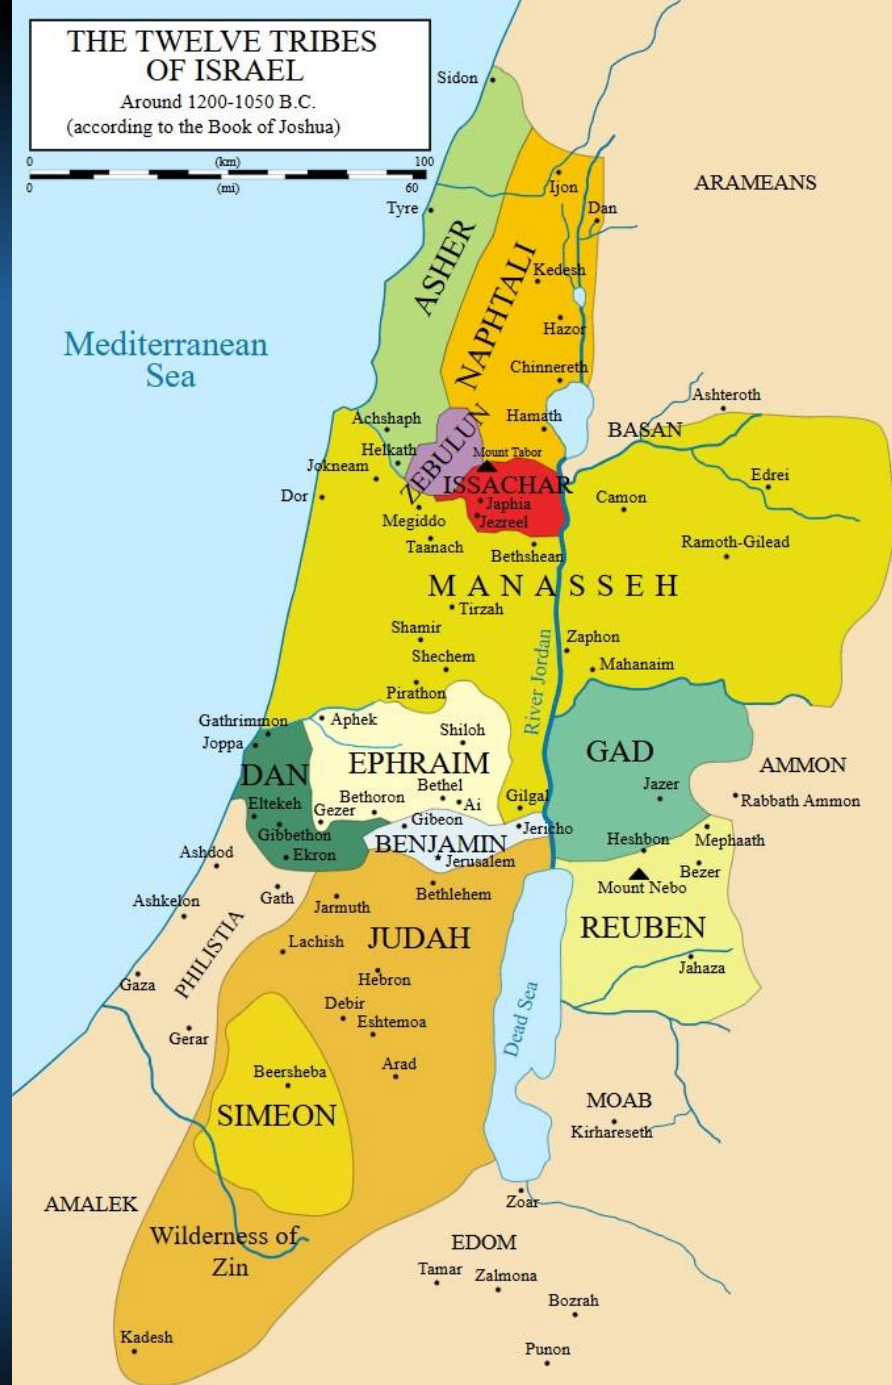 THE TWELVE TRIBES
OF ISRAEL
Around 1200-1050 B.C.
(according to the Book of Joshua)
0 (km) 100
0 (mi) 60
Sidon
Ijon
ARAMEANS
Tyre
Dan
ASHER
NAPHTALI
Kedesh
Hazor
Mediterranean
Sea
Chinnereth
Ashteroth
Achshaph
Hamath
BASAN
ZEBULUN
Helkath
Mount Tabor
Jokneam
ISSACHAR
Edrei
Dor
Japhia
Camon
Megiddo
Jezreel
Taanach
Bethshean
Ramoth-Gilead
MANASSEH
Tirzah
Shamir
Zaphon
Shechem
Mahanaim
River Jordan
Pirathon
Gathrimmon
Aphek
Joppa
Shiloh
GAD
DAN
EPHRAIM
AMMON
Bethel
Jazer
Eltekeh
Bethoron
Ai
Gilgal
Rabbath Ammon
Gezer
Gibeon
Jericho
Gibbethon
BENJAMIN
Heshbon
Mephaath
Ashdod
Ekron
Jerusalem
Bezer
Mount Nebo
Gath
Bethlehem
Ashkelon
Jarmuth
REUBEN
PHILISTIA
Lachish
JUDAH
Jahaza
Gaza
Hebron
Dead Sea
Debir
Gerar
Eshtemoa
Beersheba
Arad
SIMEON
MOAB
Kirhareseth
AMALEK
Zoar
Wilderness of
Zin
EDOM
Tamar
Zalmona
Bozrah
Kadesh
Punon